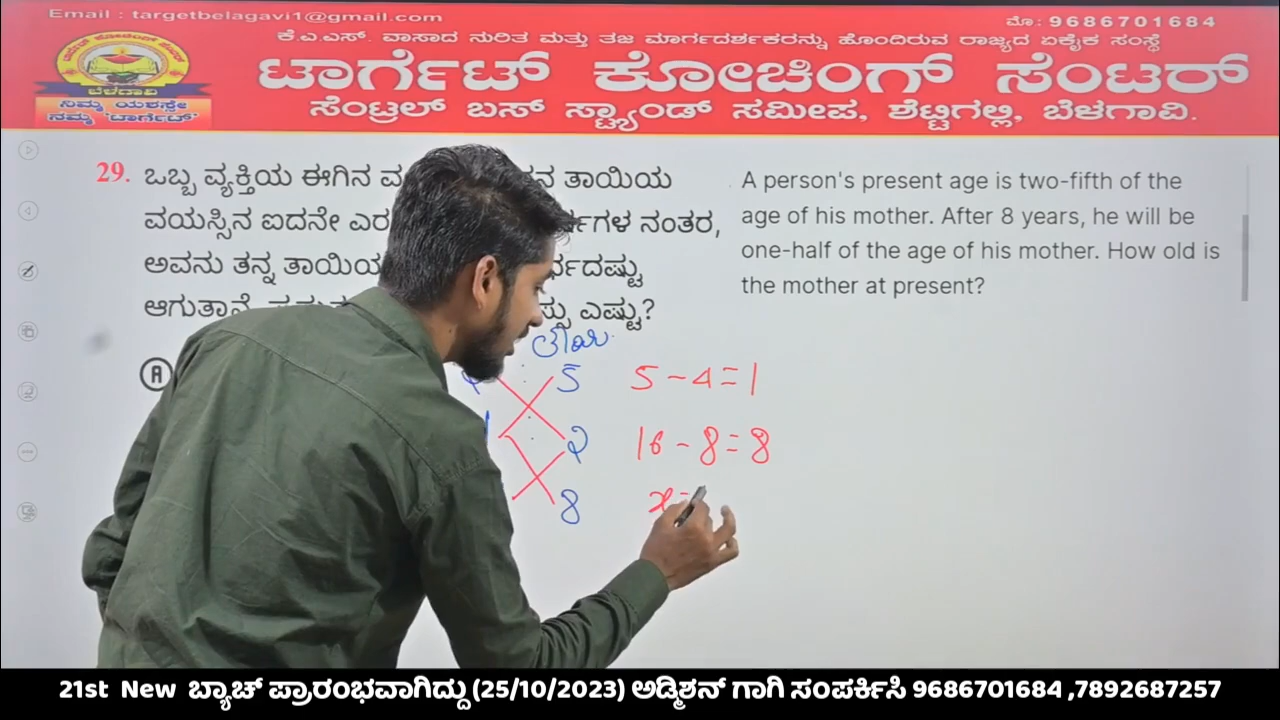 Email : targetbelagavi1@gmail.com
ಮೊ: 9686701684
ಕೆ.ಎ.ಎಸ್. ವಾಸಾದ ನುರಿತ ಮತ್ತು ತಜ್ಞ ಮಾರ್ಗದರ್ಶಕರನ್ನು ಹೊಂದಿರುವ ರಾಜ್ಯದ ಏಕೈಕ ಸಂಸ್ಥೆ
ಟಾರ್ಗೆಟ್ ಕೋಚಿಂಗ್ ಸೆಂಟರ್
ಸೆಂಟ್ರಲ್ ಬಸ್ ಸ್ಟ್ಯಾಂಡ್ ಸಮೀಪ, ಶೆಟ್ಟಿಗಲ್ಲಿ, ಬೆಳಗಾವಿ.
ಬೆಳಗಾವಿ
ನಿಮ್ಮ ಯಶಸ್ಸೇ
ನಮ್ಮ "ಟಾರ್ಗೆಟ್"
29. ಒಬ್ಬ ವ್ಯಕ್ತಿಯ ಈಗಿನ ತಾಯಿಯ
ವಯಸ್ಸಿನ ಐದನೇ ನಂತರ,
ಅವನು ತನ್ನ
ಎಷ್ಟು?
A person's present age is two-fifth of the
age of his mother. After 8 years, he will be
one-half of the age of his mother. How old is
the mother at present?
A
ತಾಯಿ
5 5 - 4 = 1
2 16 - 8 = 8
8 x =
21st New ಬ್ಯಾಚ್ ಪ್ರಾರಂಭವಾಗಿದ್ದು (25/10/2023) ಅಡ್ಮಿಶನ್ ಗಾಗಿ ಸಂಪರ್ಕಿಸಿ 9686701684 ,7892687257